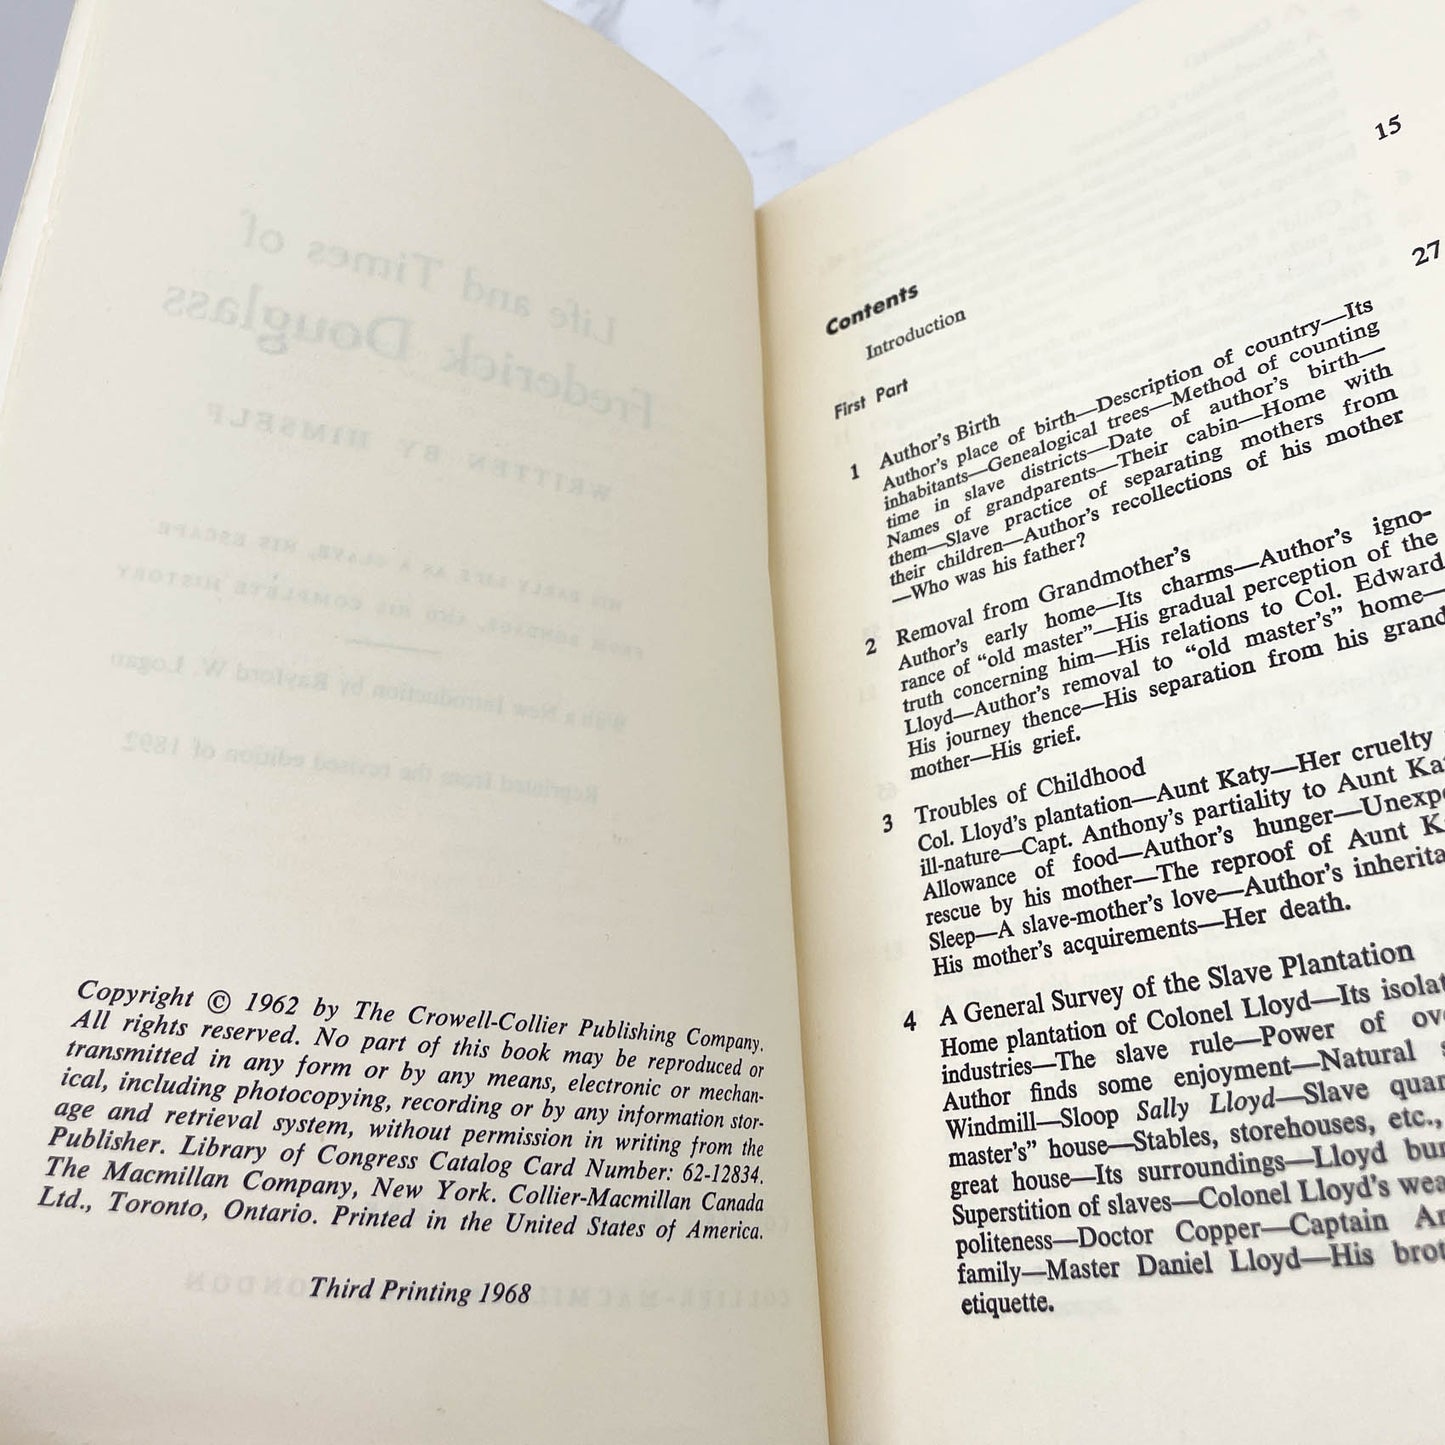 Copyright © 1962 by The Crowell-Collier Publishing Company.
All rights reserved. No part of this book may be reproduced or
transmitted in any form or by any means, electronic or mechan-
ical, including photocopying, recording or by any information stor-
age and retrieval system, without permission in writing from the
Publisher. Library of Congress Catalog Card Number: 62-12834.
The Macmillan Company, New York. Collier-Macmillan Canada
Ltd., Toronto, Ontario. Printed in the United States of America.
Third Printing 1968
Contents
Introduction 15
First Part 27
1 Author's Birth
Author's place of birth—Description of country—Its
inhabitants—Genealogical trees—Method of counting
time in slave districts—Date of author's birth—
Names of grandparents—Their cabin—Home with
them—Slave practice of separating mothers from
their children—Author's recollections of his mother
—Who was his father?
2 Removal from Grandmother's
Author's early home—Its charms—Author's igno-
rance of “old master”—His gradual perception of the
truth concerning him—His relations to Col. Edward
Lloyd—Author's removal to “old master's” home—
His journey thence—His separation from his grand
mother—His grief.
3 Troubles of Childhood
Col. Lloyd's plantation—Aunt Katy—Her cruelty
ill-nature—Capt. Anthony's partiality to Aunt Ka
Allowance of food—Author's hunger—Unexp
rescue by his mother—The reproof of Aunt K
Sleep—A slave-mother's love—Author's inherita
His mother's acquirements—Her death.
4 A General Survey of the Slave Plantation
Home plantation of Colonel Lloyd—Its isolat
industries—The slave rule—Power of ov
Author finds some enjoyment—Natural s
Windmill—Sloop Sally Lloyd—Slave quar
master's” house—Stables, storehouses, etc.,
great house—Its surroundings—Lloyd bur
Superstition of slaves—Colonel Lloyd's wea
politeness—Doctor Copper—Captain An
family—Master Daniel Lloyd—His brot
etiquette.